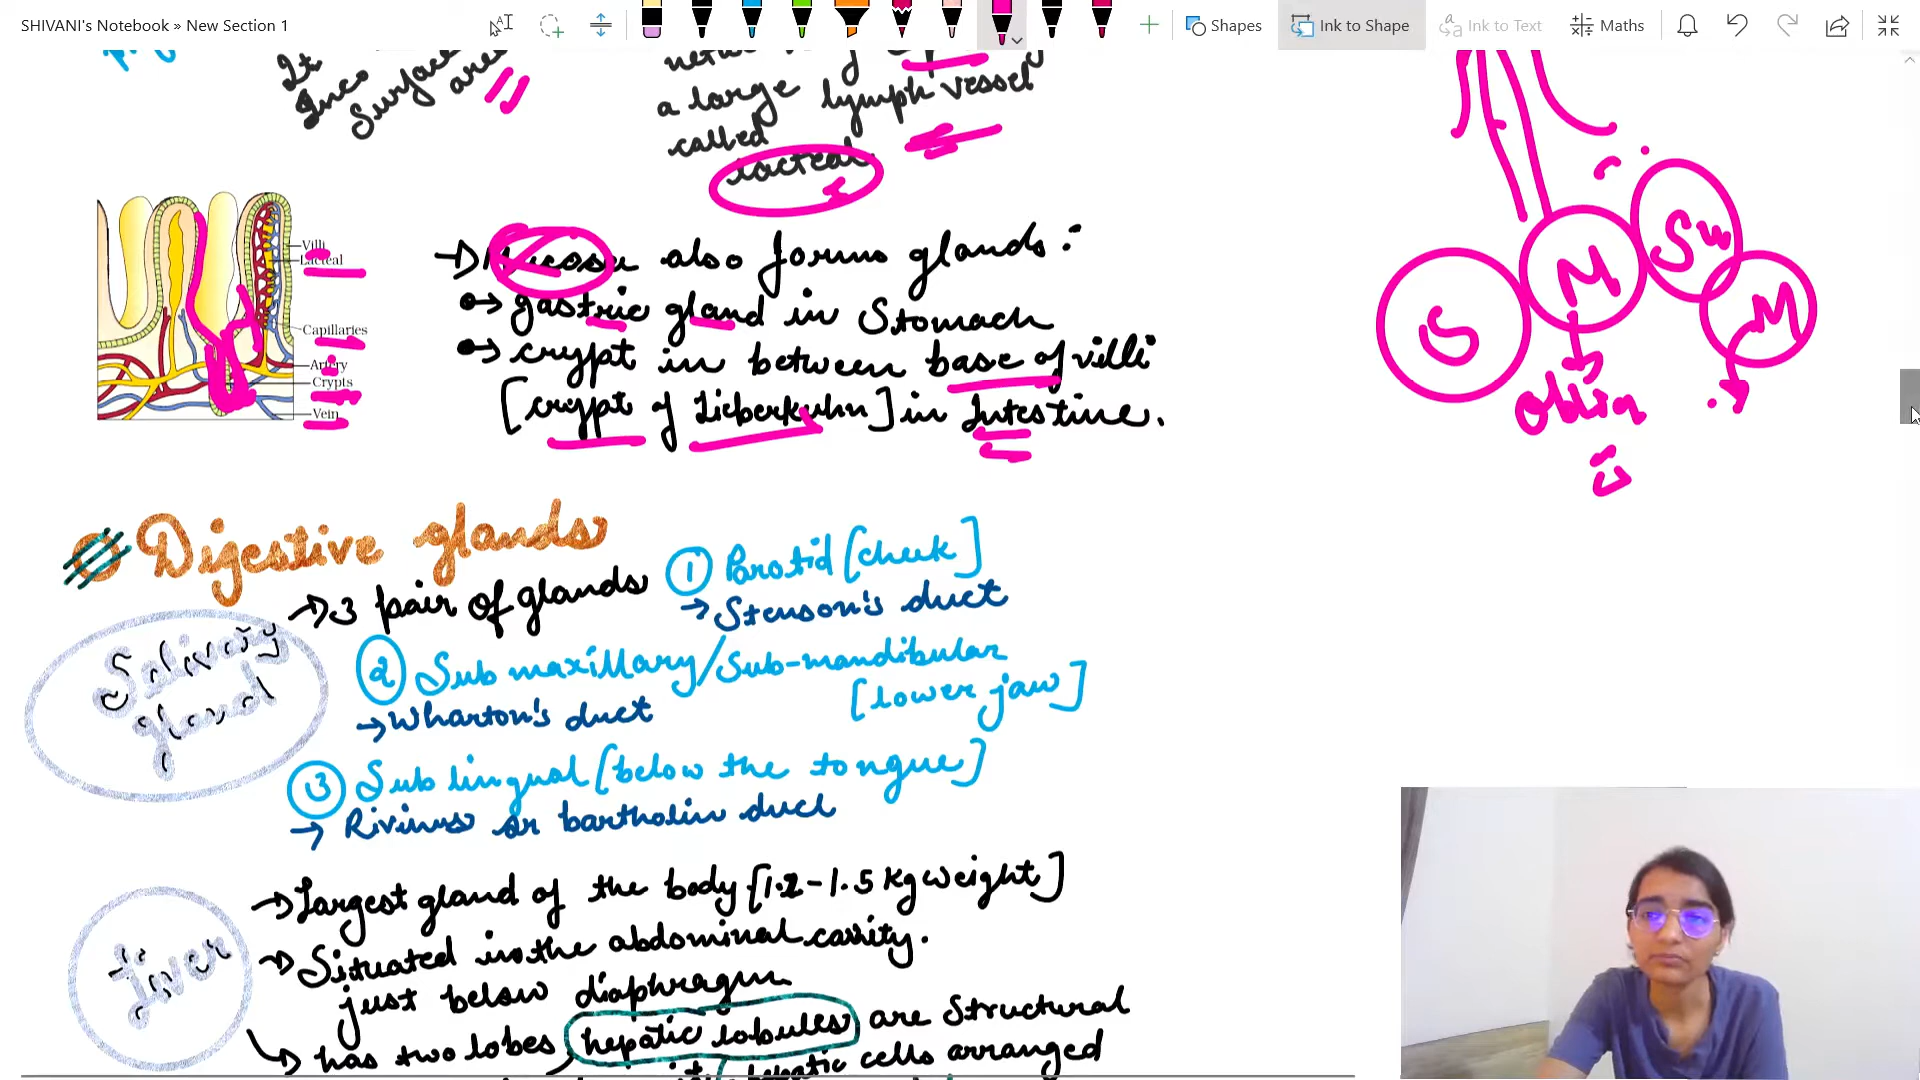 SHIVANI's Notebook » New Section 1
Shapes
Ink to Shape
Ink to Text
Maths
It
Surface
area
a large lymph vessel
called
lacteal
Villi
Lacteal
Capillaries
Artery
Crypts
Vein
→ Mucosa also forms glands:
↪ gastric gland in Stomach
↪ crypt in between base of villi
[crypt of Lieberkuhn] in Intestine.
S
M
Sm
M
Digestive glands
Salivary gland
→ 3 pair of glands
① Parotid [cheek]
→ Stenson's duct
② Sub maxillary/Sub-mandibular
[lower jaw]
→ Wharton's duct
③ Sub lingual [below the tongue]
→ Rivinus or bartholin duct
Liver
→ Largest gland of the body [1.2-1.5 kg weight]
→ Situated in the abdominal cavity.
just below diaphragm
→ has two lobes, hepatic lobules are structural
hepatic cells arranged